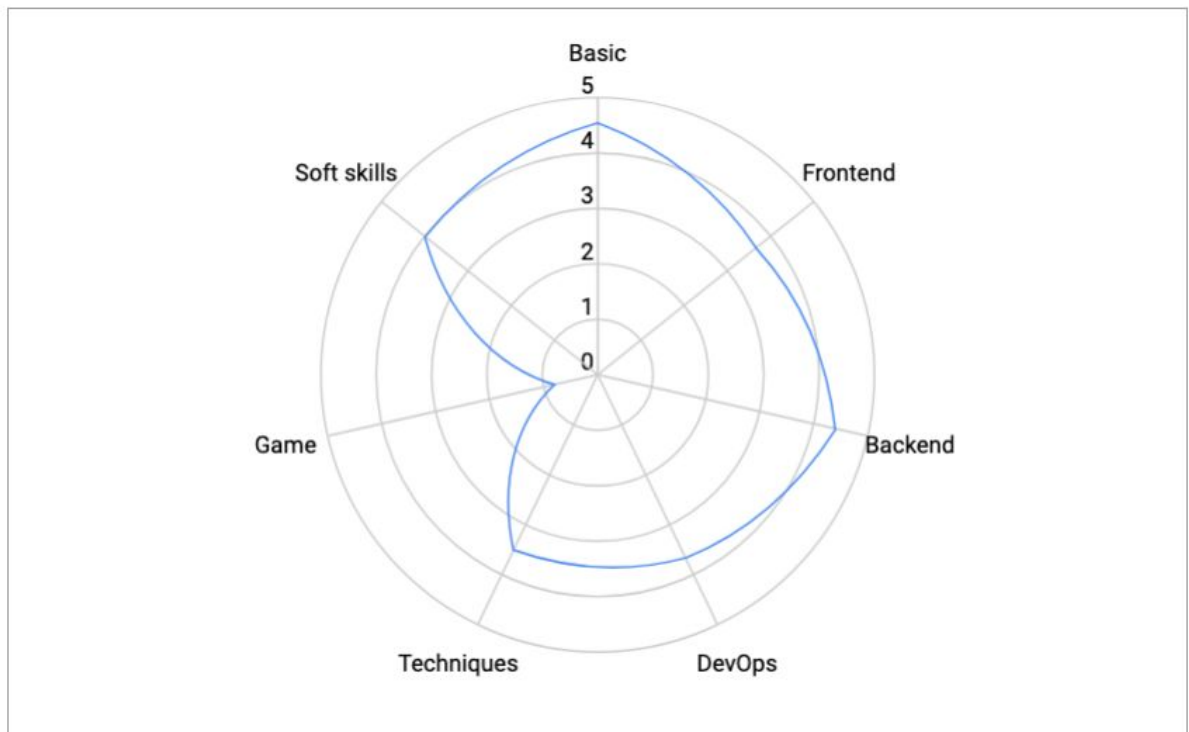 Basic
5
Soft skills
4
Frontend
3
2
1
0
Game
Backend
Techniques
DevOps